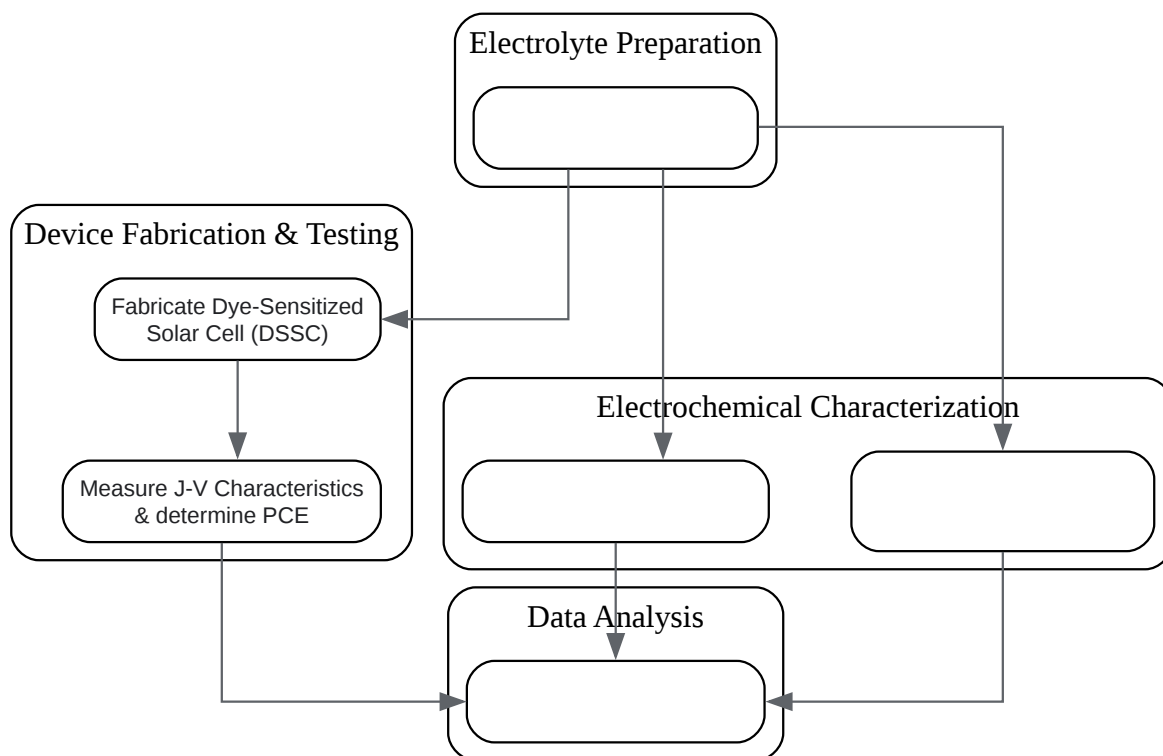 Electrolyte Preparation
Device Fabrication & Testing
Fabricate Dye-Sensitized
Solar Cell (DSSC)
Measure J-V Characteristics
& determine PCE
Electrochemical Characterization
Data Analysis